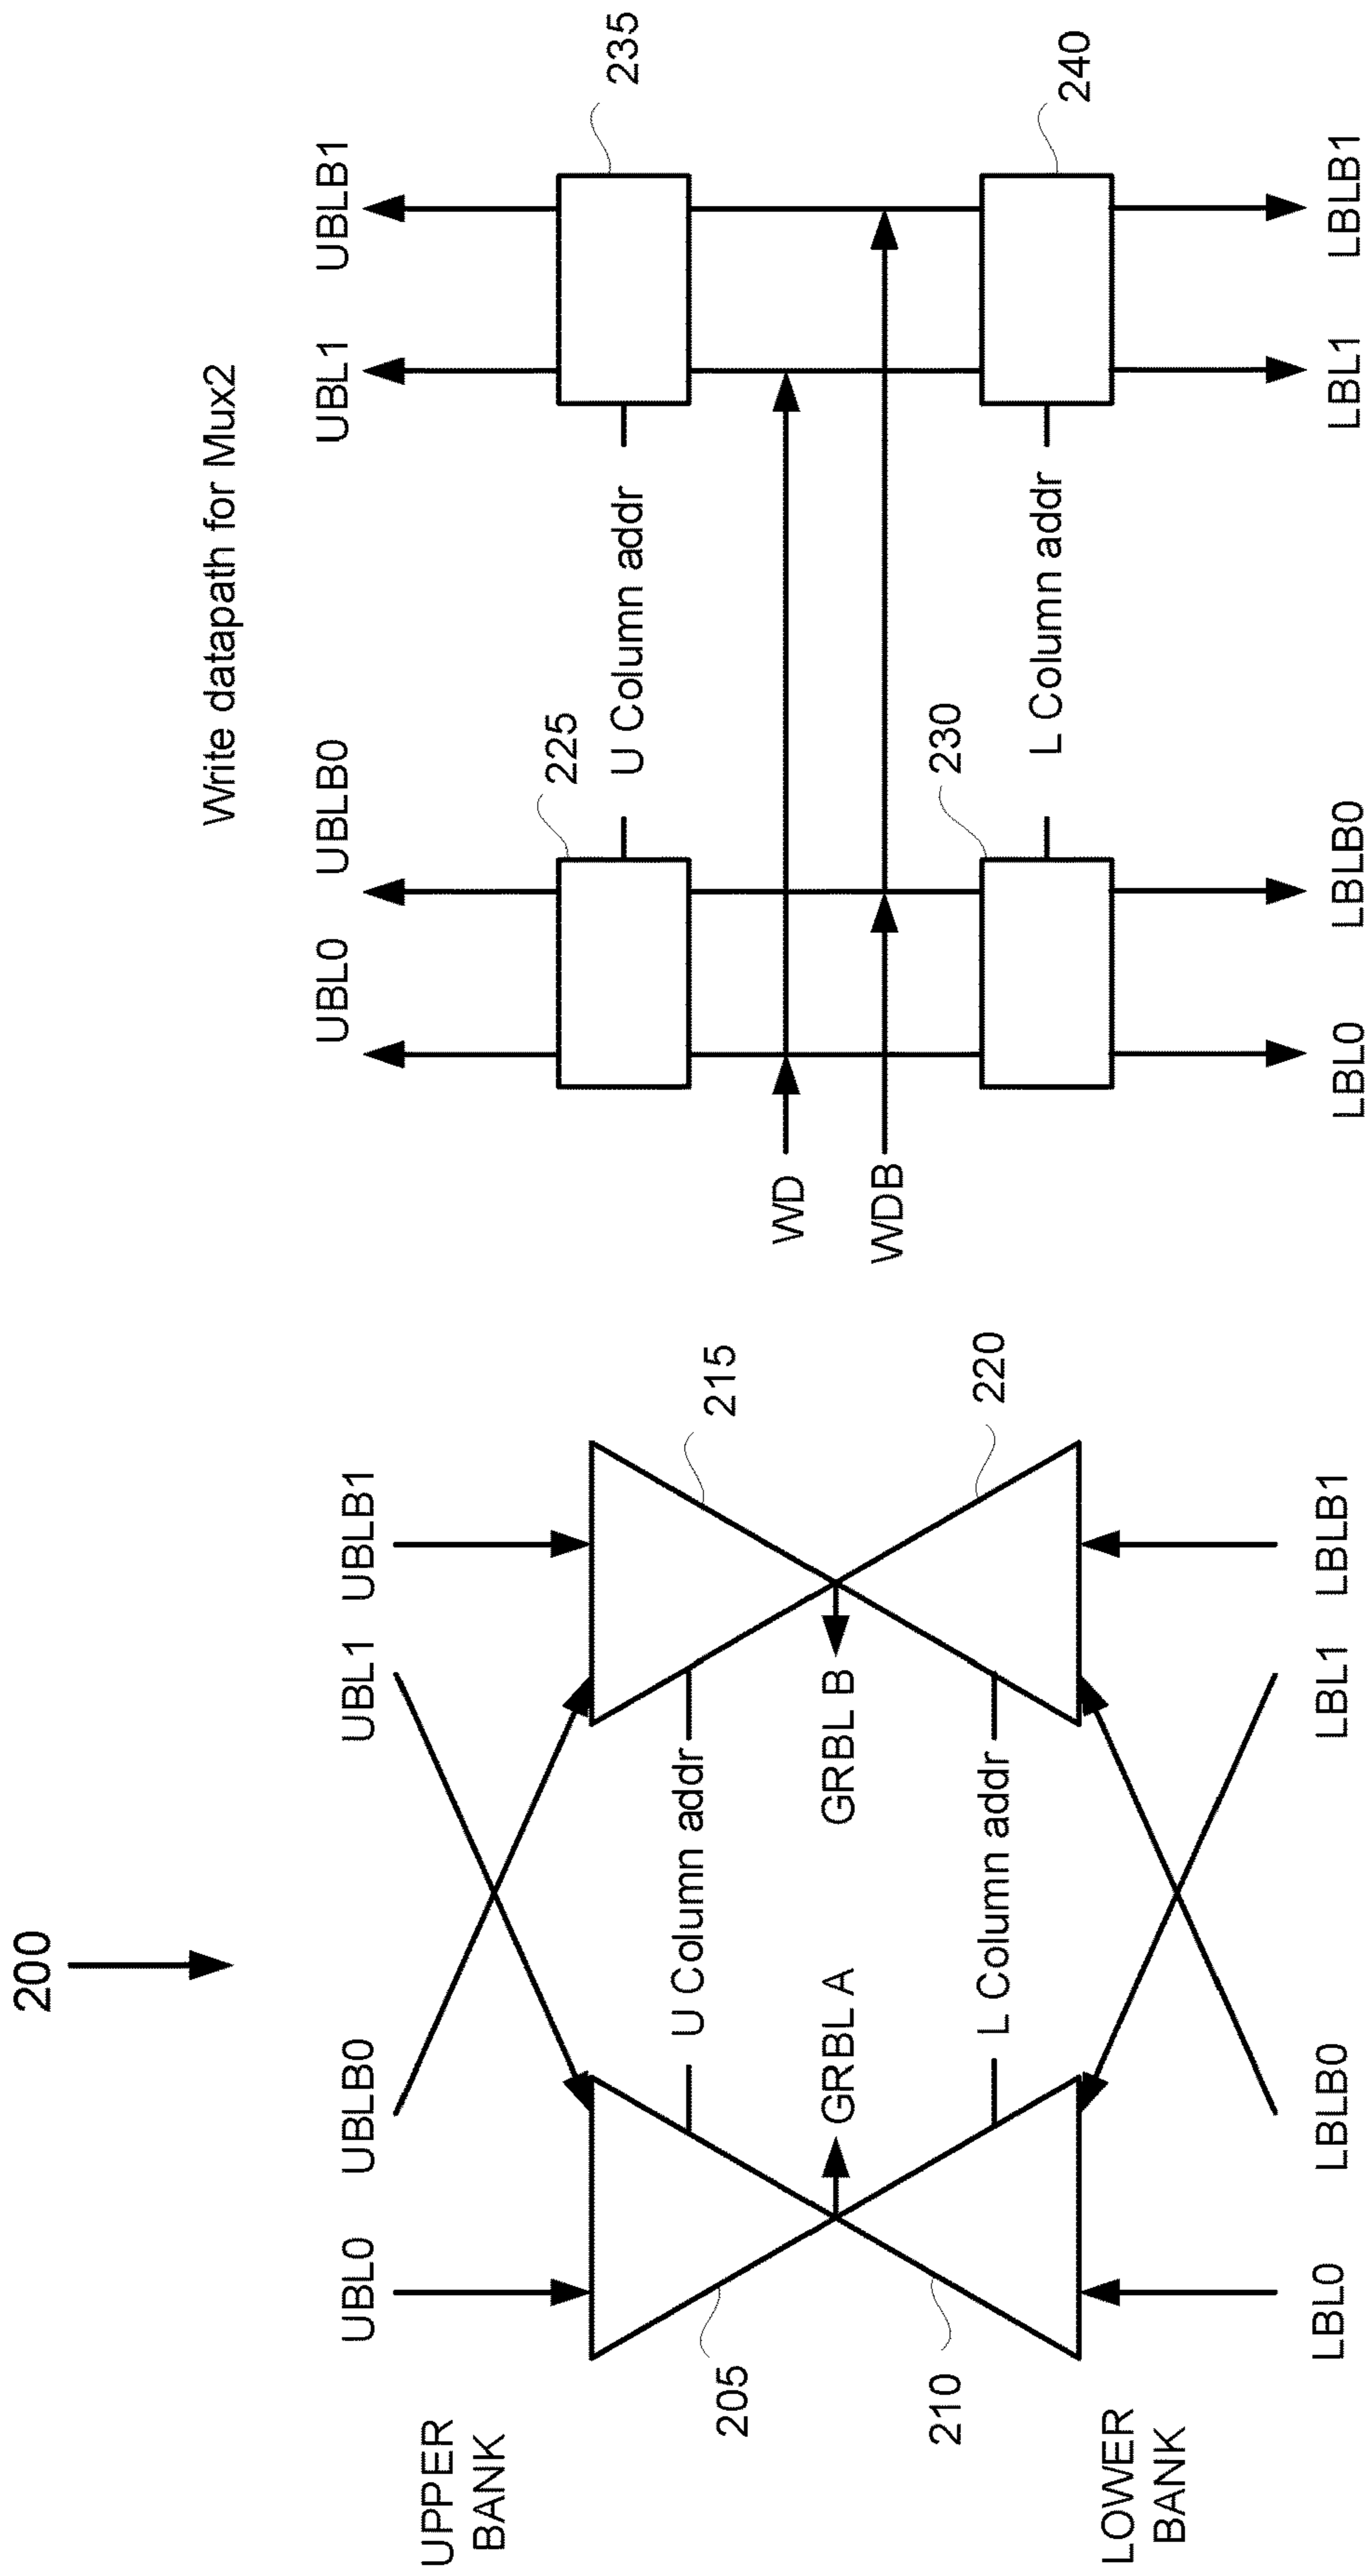 200
Write datapath for Mux2
UPPER
BANK
UBL0
UBLB0
UBL1
UBLB1
UBL0
UBLB0
UBL1
UBLB1
205
U Column addr
215
225
U Column addr
235
GRBL A
GRBL B
WD
WDB
210
L Column addr
220
230
L Column addr
240
LOWER
BANK
LBL0
LBLB0
LBL1
LBLB1
LBL0
LBLB0
LBL1
LBLB1